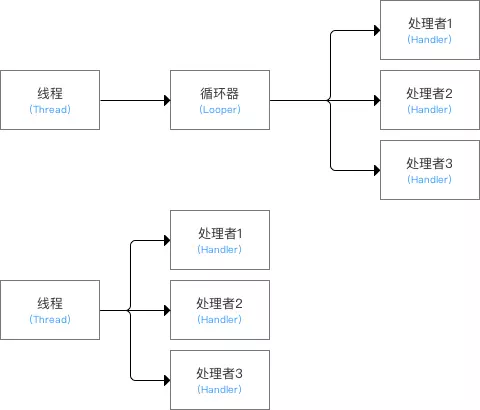 处理者1
(Handler)
线程
(Thread)
循环器
(Looper)
处理者2
(Handler)
处理者3
(Handler)
处理者1
(Handler)
线程
(Thread)
处理者2
(Handler)
处理者3
(Handler)